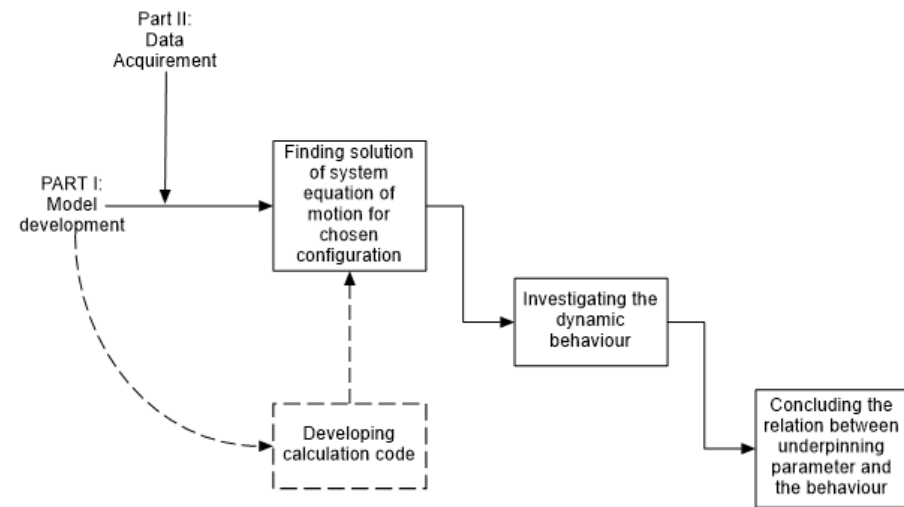 Part II:
Data
Acquirement
PART I:
Model
development
Finding solution
of system
equation of
motion for
chosen
configuration
Investigating the
dynamic
behaviour
Developing
calculation code
Concluding the
relation between
underpinning
parameter and
the behaviour